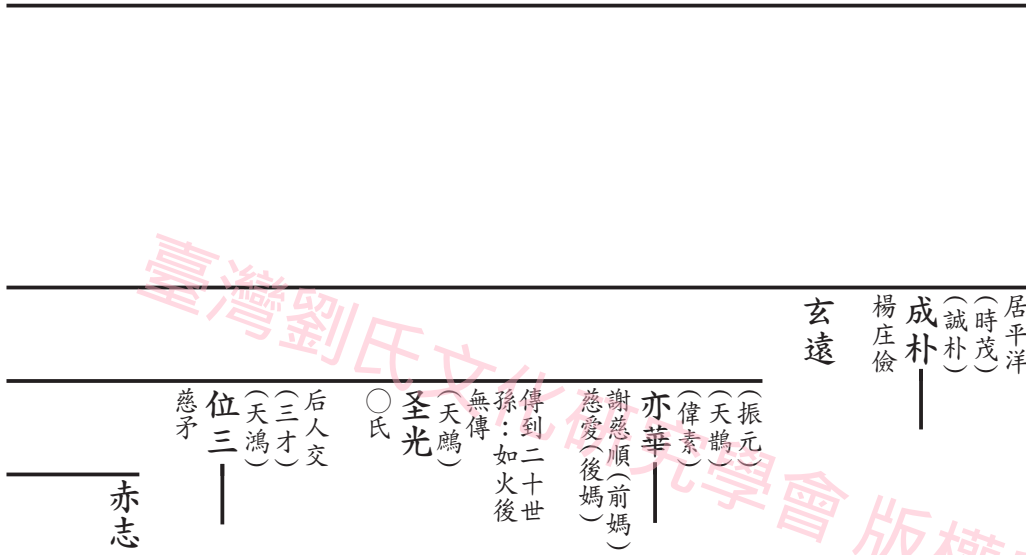 居平洋
(時茂)
(誠朴)
成朴
楊庄儉
玄遠
(振元)
(天鵲)
(偉素)
亦華
謝慈順(前媽)
慈愛(後媽)
傳到二十世
孫:如火後
無傳
(天鷓)
圣光
○氏
后人交
(三才)
(天鴻)
位三
慈矛
赤志
臺灣劉氏文化研究學會 版權